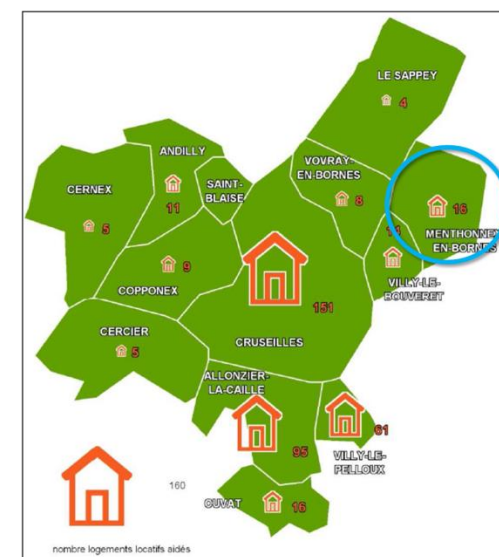 LE SAPPEY
4
ANDILLY
11
SAINT-
BLAISE
VOVRAY-
EN-BORNES
8
CERNEX
5
16
MENTHONNEX
EN-BORNES
14
VILLY-LE-
BOUVERET
9
COPPONEX
151
CRUSEILLES
CERCIER
5
ALLONZIER-
LA-CAILLE
95
61
VILLY-LE-
PELLOUX
CUVAT
16
160
nombre logements locatifs aidés